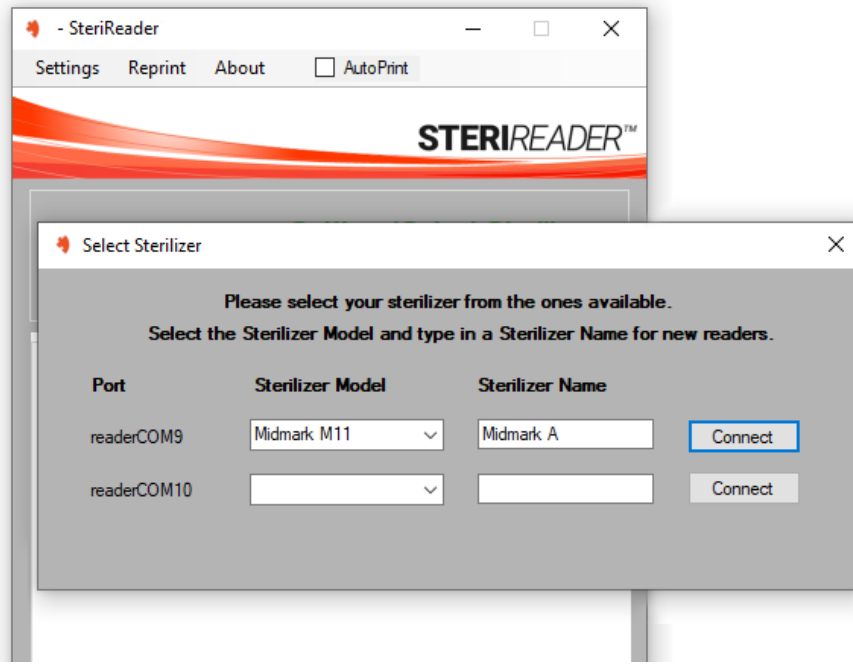 - SteriReader
Settings Reprint About AutoPrint
STERIREADER™
Select Sterilizer
Please select your sterilizer from the ones available.
Select the Sterilizer Model and type in a Sterilizer Name for new readers.
Port Sterilizer Model Sterilizer Name
readerCOM9 Midmark M11 Midmark A Connect
readerCOM10 Connect